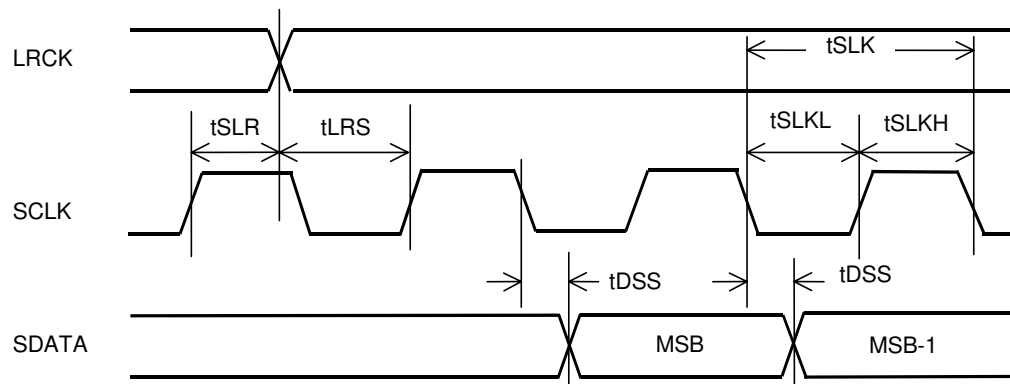 LRCK
tSLK
tSLR
tLRS
tSLKL
tSLKH
SCLK
tDSS
tDSS
SDATA
MSB
MSB-1